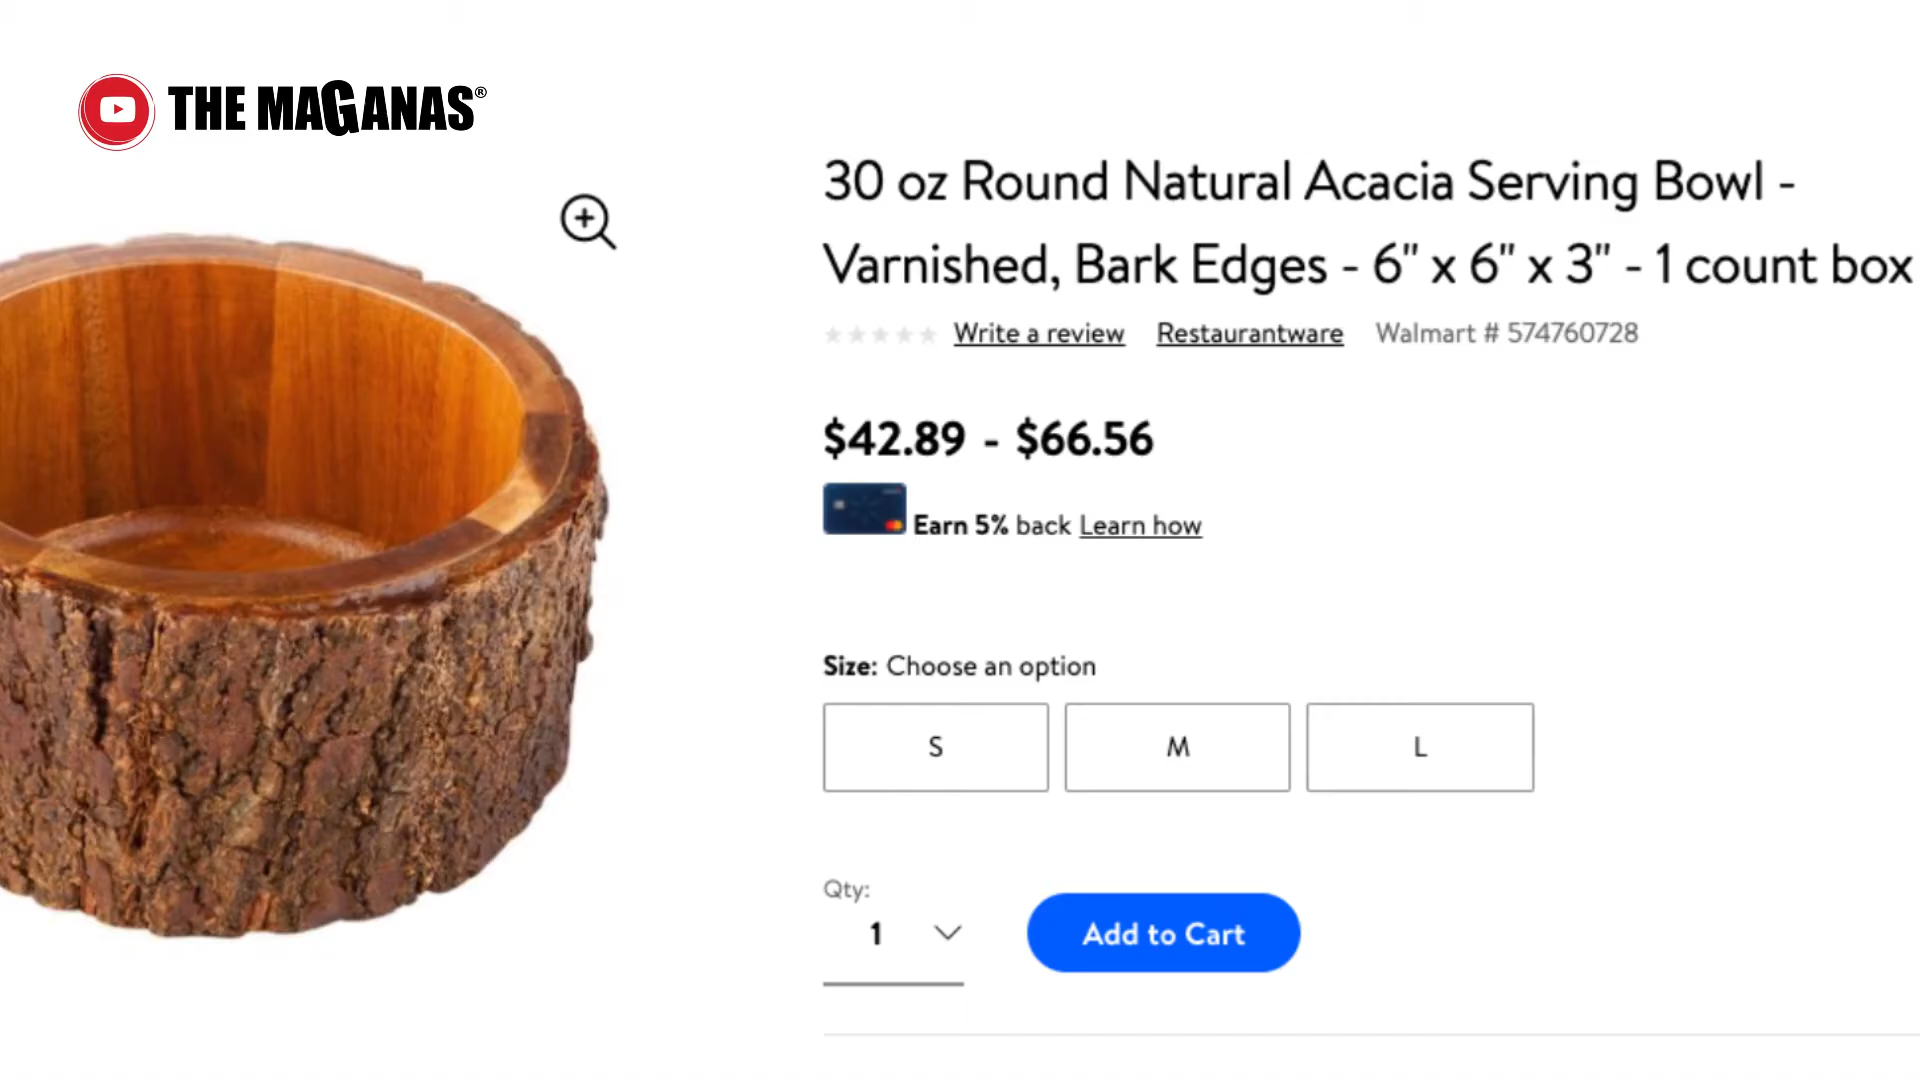 THE MAGANAS®
30 oz Round Natural Acacia Serving Bowl -
Varnished, Bark Edges - 6" x 6" x 3" - 1 count box
Write a review Restaurantware Walmart # 574760728
$42.89 - $66.56
Earn 5% back Learn how
Size: Choose an option
S M L
Qty:
1
Add to Cart